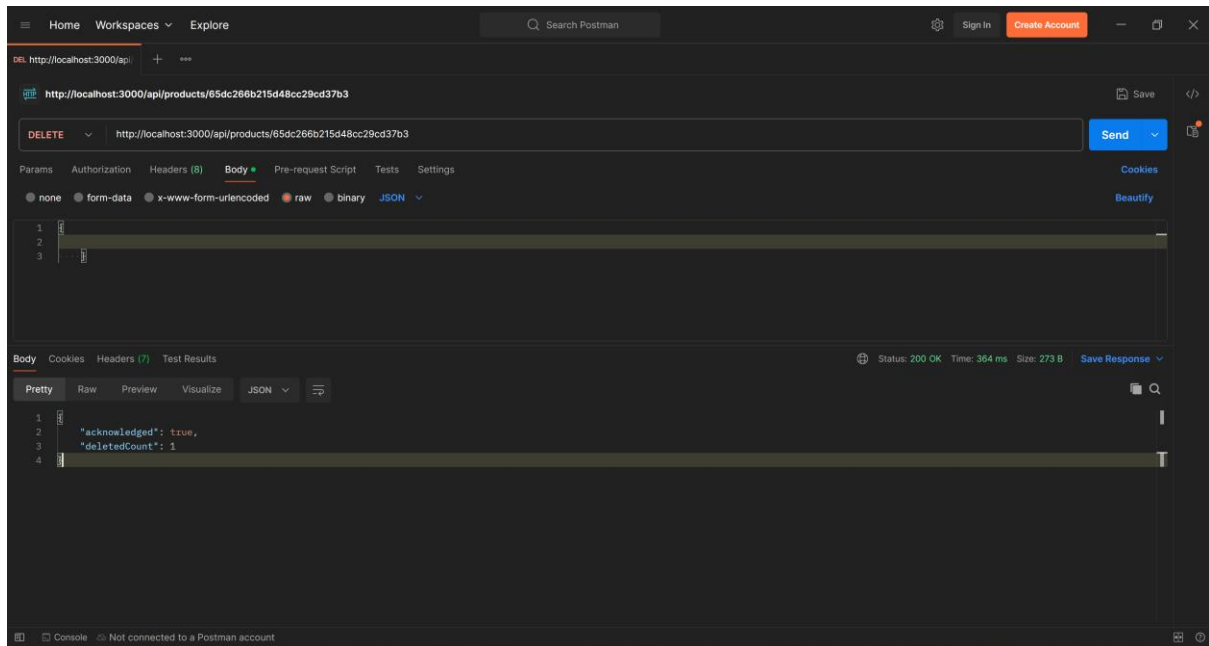 Home Workspaces Explore Search Postman Sign In Create Account
DEL http://localhost:3000/api/
HTTP http://localhost:3000/api/products/65dc266b215d48cc29cd37b3 Save </>
DELETE http://localhost:3000/api/products/65dc266b215d48cc29cd37b3 Send
Params Authorization Headers (8) Body Pre-request Script Tests Settings Cookies
none form-data x-www-form-urlencoded raw binary JSON Beautify
1 {
2
3 }
Body Cookies Headers (7) Test Results Status: 200 OK Time: 364 ms Size: 273 B Save Response
Pretty Raw Preview Visualize JSON
1 {
2 "acknowledged": true,
3 "deletedCount": 1
4 }
Console Not connected to a Postman account